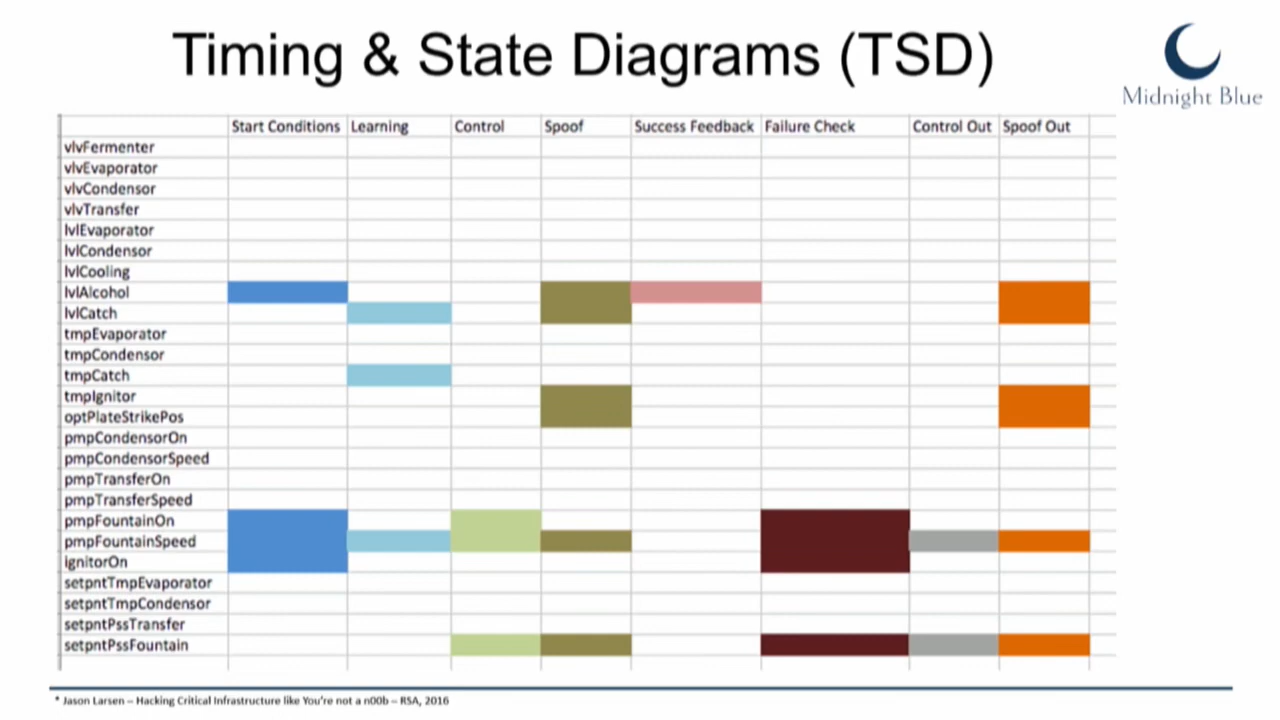 Timing & State Diagrams (TSD)
Midnight Blue
Start Conditions Learning Control Spoof Success Feedback Failure Check Control Out Spoof Out
vlvFermenter
vlvEvaporator
vlvCondensor
vlvTransfer
lvlEvaporator
lvlCondensor
lvlCooling
lvlAlcohol
lvlCatch
tmpEvaporator
tmpCondensor
tmpCatch
tmpIgnitor
optPlateStrikePos
pmpCondensorOn
pmpCondensorSpeed
pmpTransferOn
pmpTransferSpeed
pmpFountainOn
pmpFountainSpeed
ignitorOn
setpntTmpEvaporator
setpntTmpCondensor
setpntPssTransfer
setpntPssFountain
* Jason Larsen – Hacking Critical Infrastructure like You're not a n00b – RSA, 2016